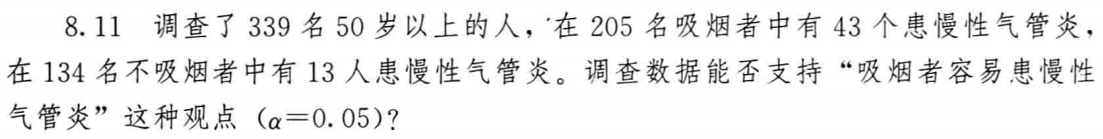 8.11 调查了 339 名 50 岁以上的人，在 205 名吸烟者中有 43 个患慢性气管炎，
在 134 名不吸烟者中有 13 人患慢性气管炎。调查数据能否支持“吸烟者容易患慢性
气管炎”这种观点（α=0.05)?